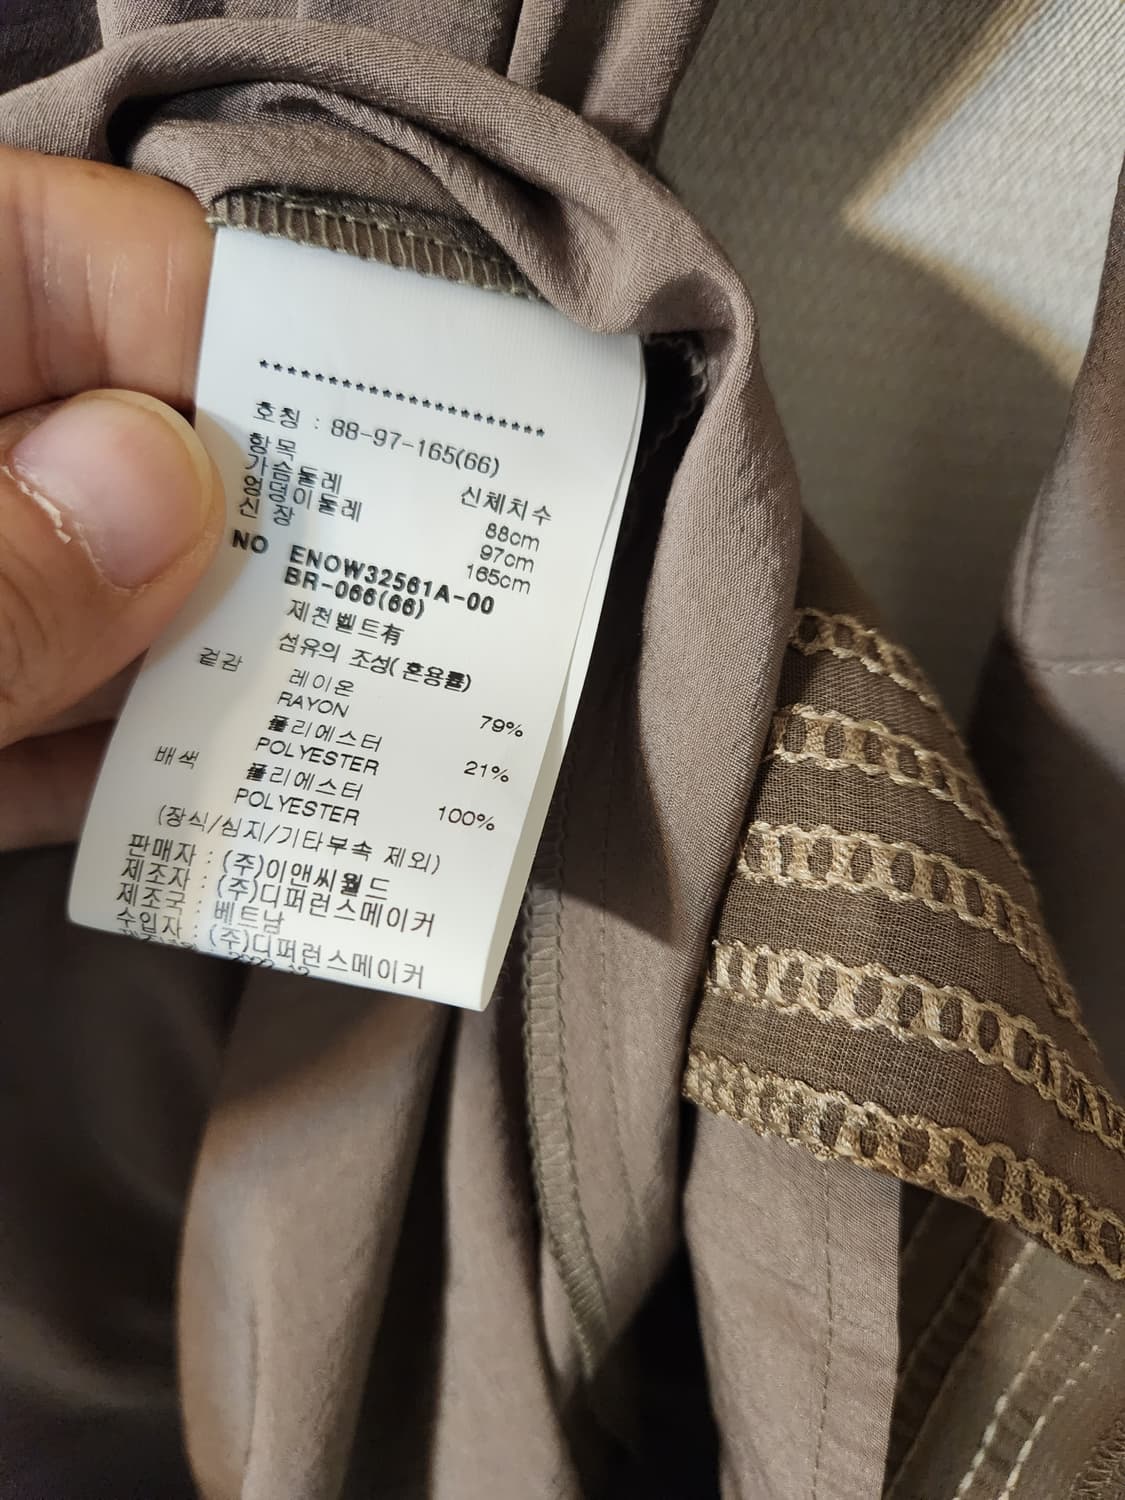 ***********************
호칭 : 88-97-165(66)
항목 신체치수
가슴둘레 88cm
엉덩이둘레 97cm
신 장 165cm
NO ENOW32561A-00
BR-066(66)
제천벨트有
섬유의 조성(혼용률)
겉감 레이온
RAYON 79%
폴리에스터
POLYESTER 21%
배색 폴리에스터
POLYESTER 100%
(장식/심지/기타부속 제외)
판매자 : (주)이앤씨월드
제조자 : (주)디퍼런스메이커
제조국 : 베트남
수입자 : (주)디퍼런스메이커